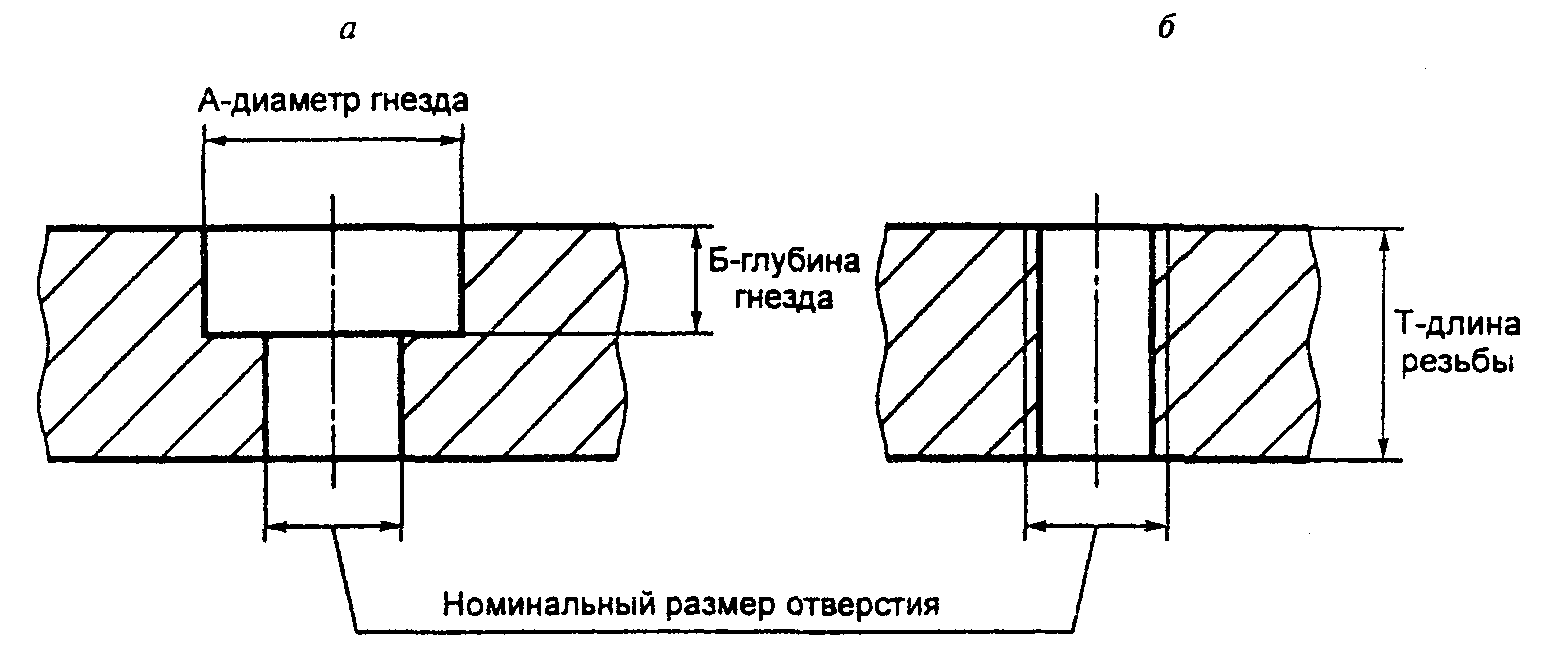 а
б
А-диаметр гнезда
Б-глубина
гнезда
Т-длина
резьбы
Номинальный размер отверстия